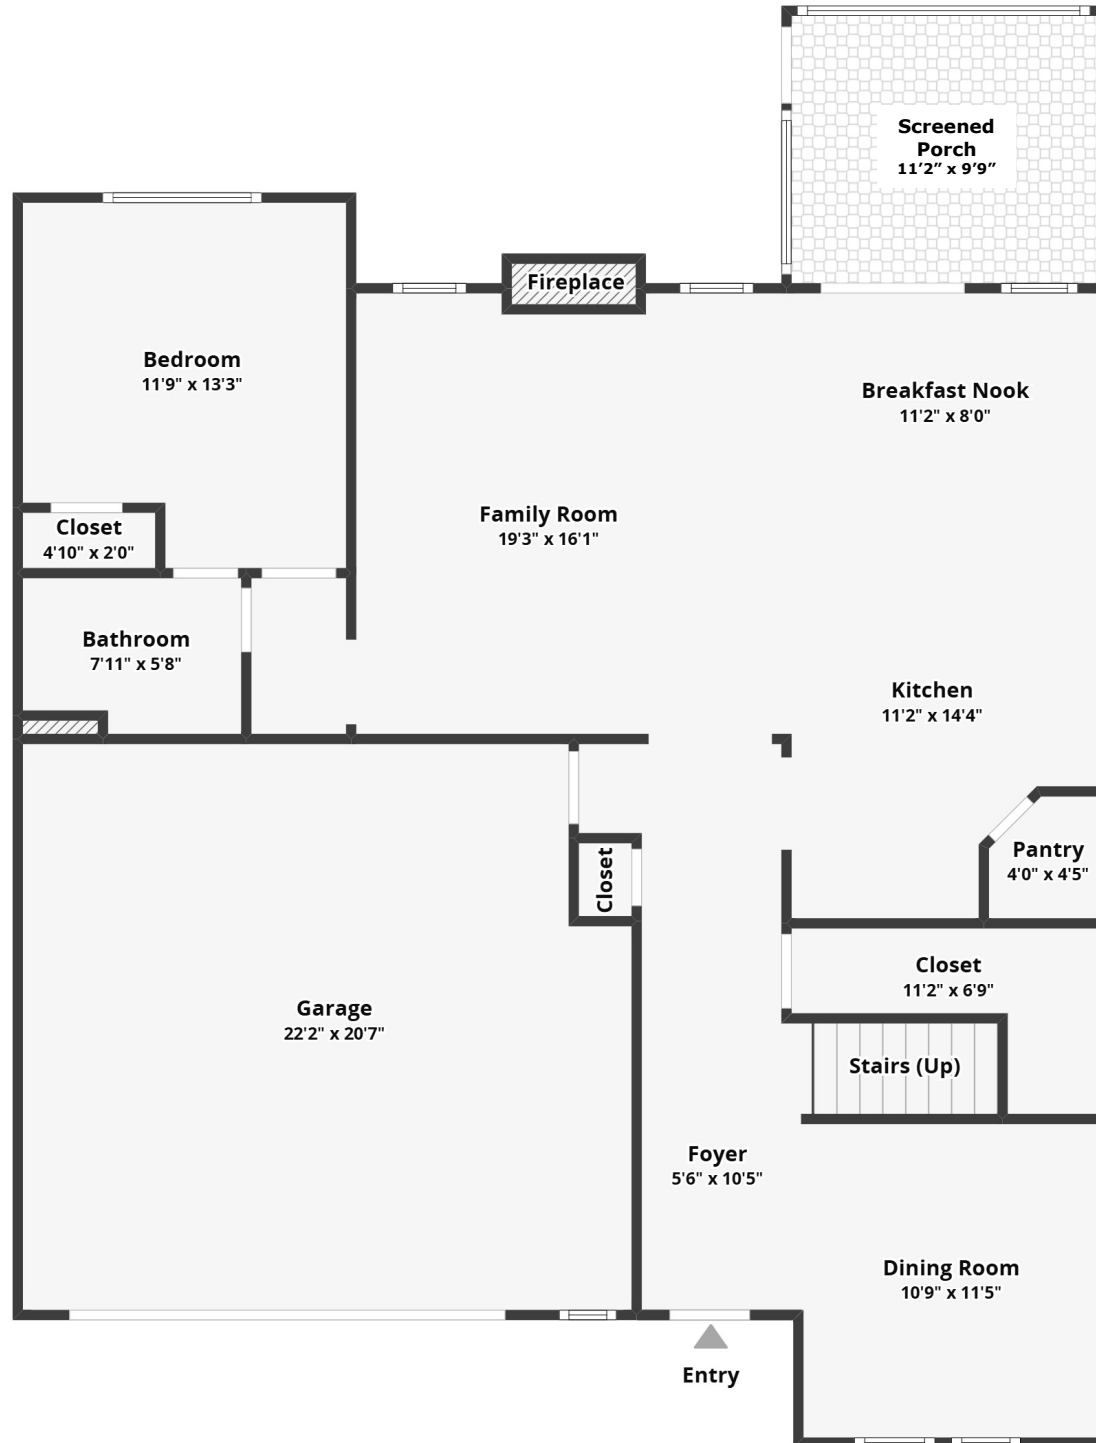 Screened
Porch
11'2" x 9'9"
Fireplace
Bedroom
11'9" x 13'3"
Breakfast Nook
11'2" x 8'0"
Family Room
19'3" x 16'1"
Closet
4'10" x 2'0"
Bathroom
7'11" x 5'8"
Kitchen
11'2" x 14'4"
Closet
Pantry
4'0" x 4'5"
Closet
11'2" x 6'9"
Garage
22'2" x 20'7"
Stairs (Up)
Foyer
5'6" x 10'5"
Dining Room
10'9" x 11'5"
Entry